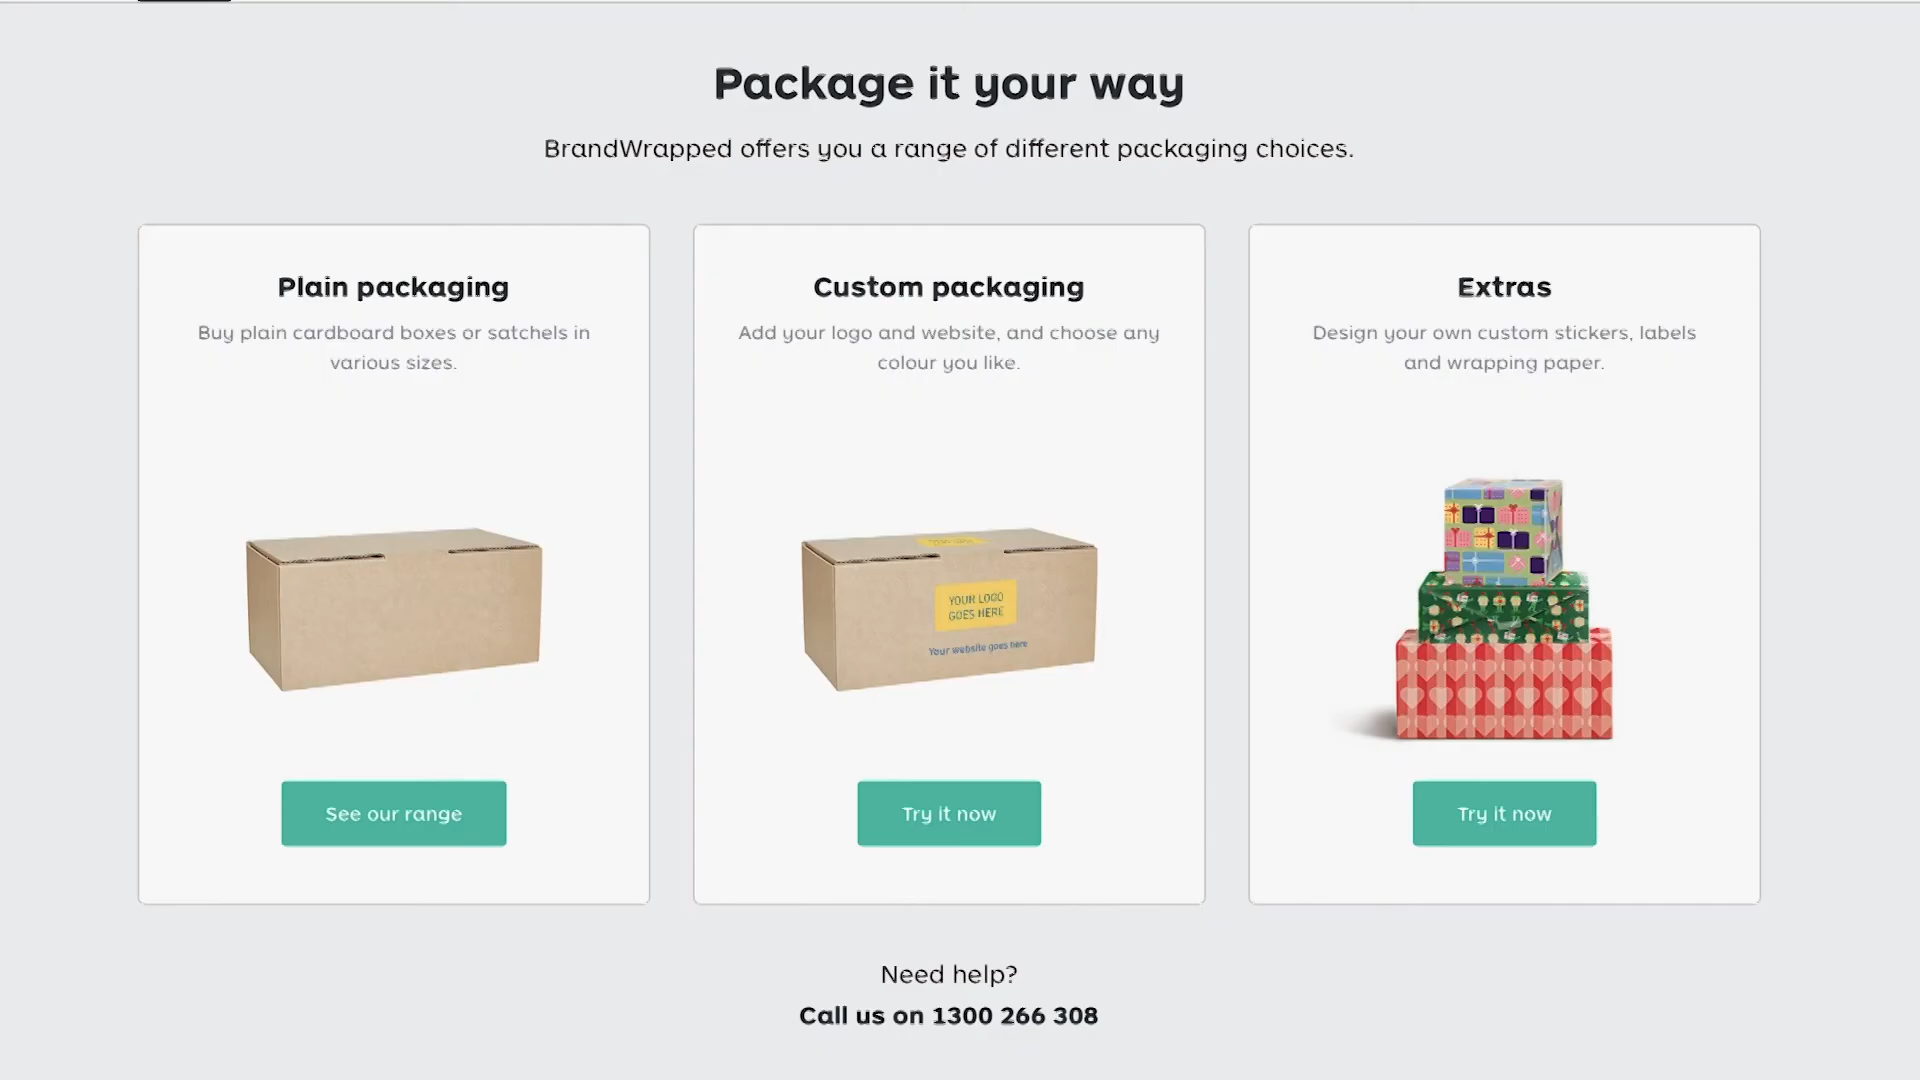 Package it your way
BrandWrapped offers you a range of different packaging choices.
Plain packaging
Buy plain cardboard boxes or satchels in
various sizes.
See our range
Custom packaging
Add your logo and website, and choose any
colour you like.
YOUR LOGO
GOES HERE
Your website goes here
Try it now
Extras
Design your own custom stickers, labels
and wrapping paper.
Try it now
Need help?
Call us on 1300 266 308